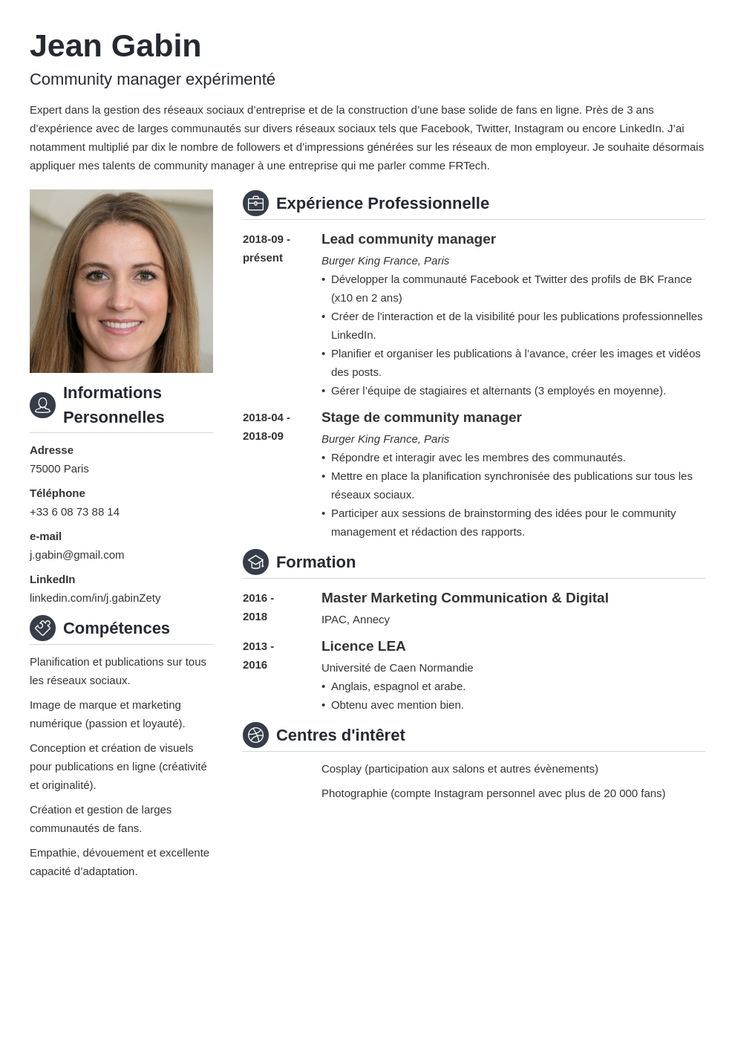 Jean Gabin
Community manager expérimenté
Expert dans la gestion des réseaux sociaux d’entreprise et de la construction d’une base solide de fans en ligne. Près de 3 ans
d’expérience avec de larges communautés sur divers réseaux sociaux tels que Facebook, Twitter, Instagram ou encore LinkedIn. J’ai
notamment multiplié par dix le nombre de followers et d’impressions générées sur les réseaux de mon employeur. Je souhaite désormais
appliquer mes talents de community manager à une entreprise qui me parler comme FRTech.
Informations
Personnelles
Adresse
75000 Paris
Téléphone
+33 6 08 73 88 14
e-mail
j.gabin@gmail.com
LinkedIn
linkedin.com/in/j.gabinZety
Compétences
Planification et publications sur tous
les réseaux sociaux.
Image de marque et marketing
numérique (passion et loyauté).
Conception et création de visuels
pour publications en ligne (créativité
et originalité).
Création et gestion de larges
communautés de fans.
Empathie, dévouement et excellente
capacité d’adaptation.
Expérience Professionnelle
2018-09 -
présent
Lead community manager
Burger King France, Paris
• Développer la communauté Facebook et Twitter des profils de BK France
(x10 en 2 ans)
• Créer de l'interaction et de la visibilité pour les publications professionnelles
LinkedIn.
• Planifier et organiser les publications à l’avance, créer les images et vidéos
des posts.
• Gérer l’équipe de stagiaires et alternants (3 employés en moyenne).
2018-04 -
2018-09
Stage de community manager
Burger King France, Paris
• Répondre et interagir avec les membres des communautés.
• Mettre en place la planification synchronisée des publications sur tous les
réseaux sociaux.
• Participer aux sessions de brainstorming des idées pour le community
management et rédaction des rapports.
Formation
2016 -
2018
Master Marketing Communication & Digital
IPAC, Annecy
2013 -
2016
Licence LEA
Université de Caen Normandie
• Anglais, espagnol et arabe.
• Obtenu avec mention bien.
Centres d'intêret
Cosplay (participation aux salons et autres évènements)
Photographie (compte Instagram personnel avec plus de 20 000 fans)